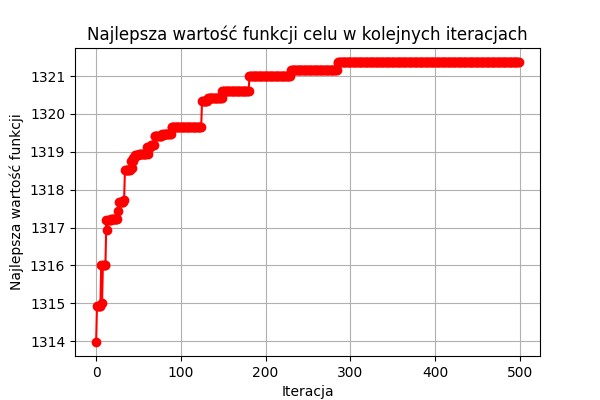 Najlepsza wartość funkcji celu w kolejnych iteracjach
Najlepsza wartość funkcji
1321
1320
1319
1318
1317
1316
1315
1314
0 100 200 300 400 500
Iteracja